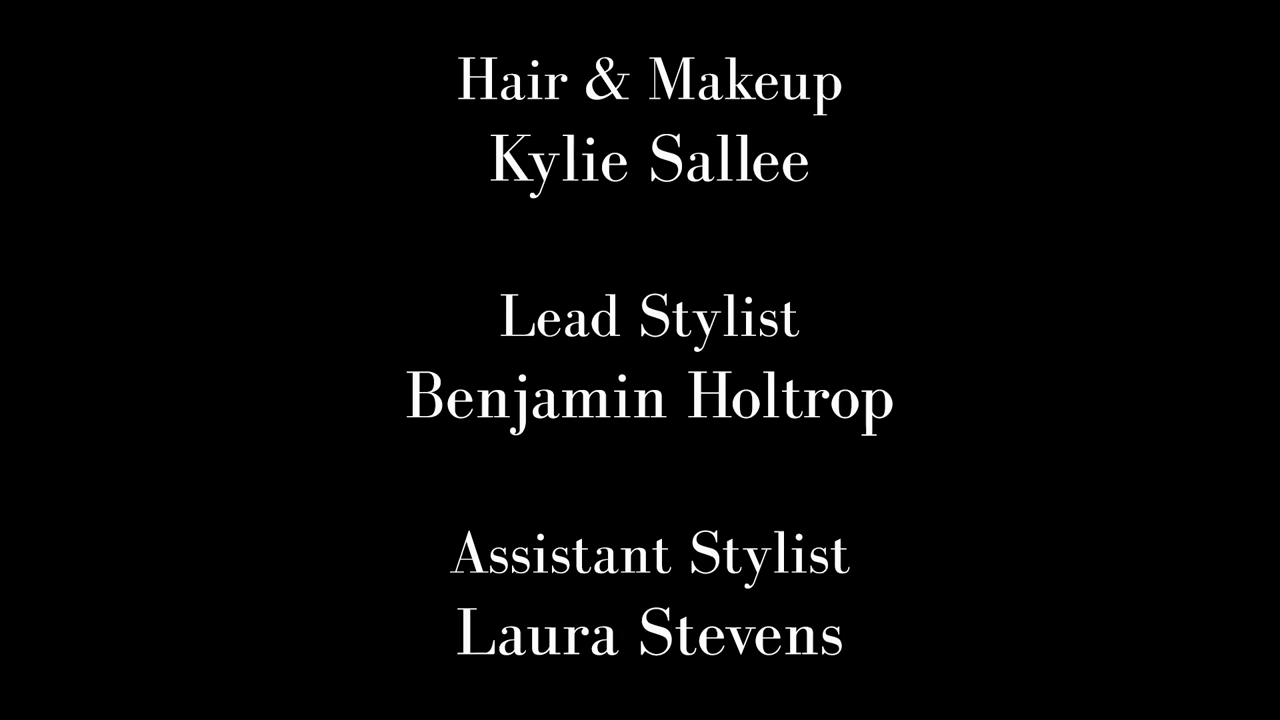 Hair & Makeup
Kylie Sallee
Lead Stylist
Benjamin Holtrop
Assistant Stylist
Laura Stevens